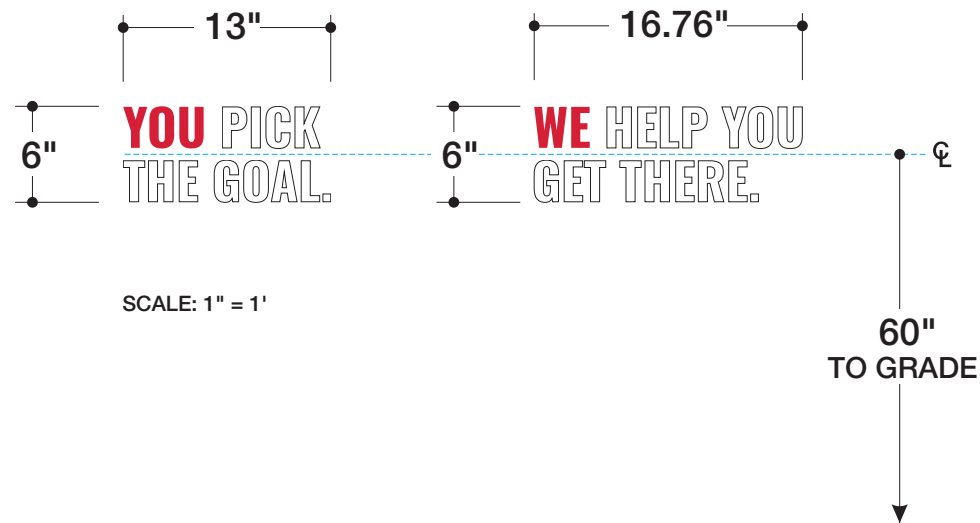 13"
16.76"
6"
YOU PICK
THE GOAL.
6"
WE HELP YOU
GET THERE.
℄
SCALE: 1" = 1'
60"
TO GRADE